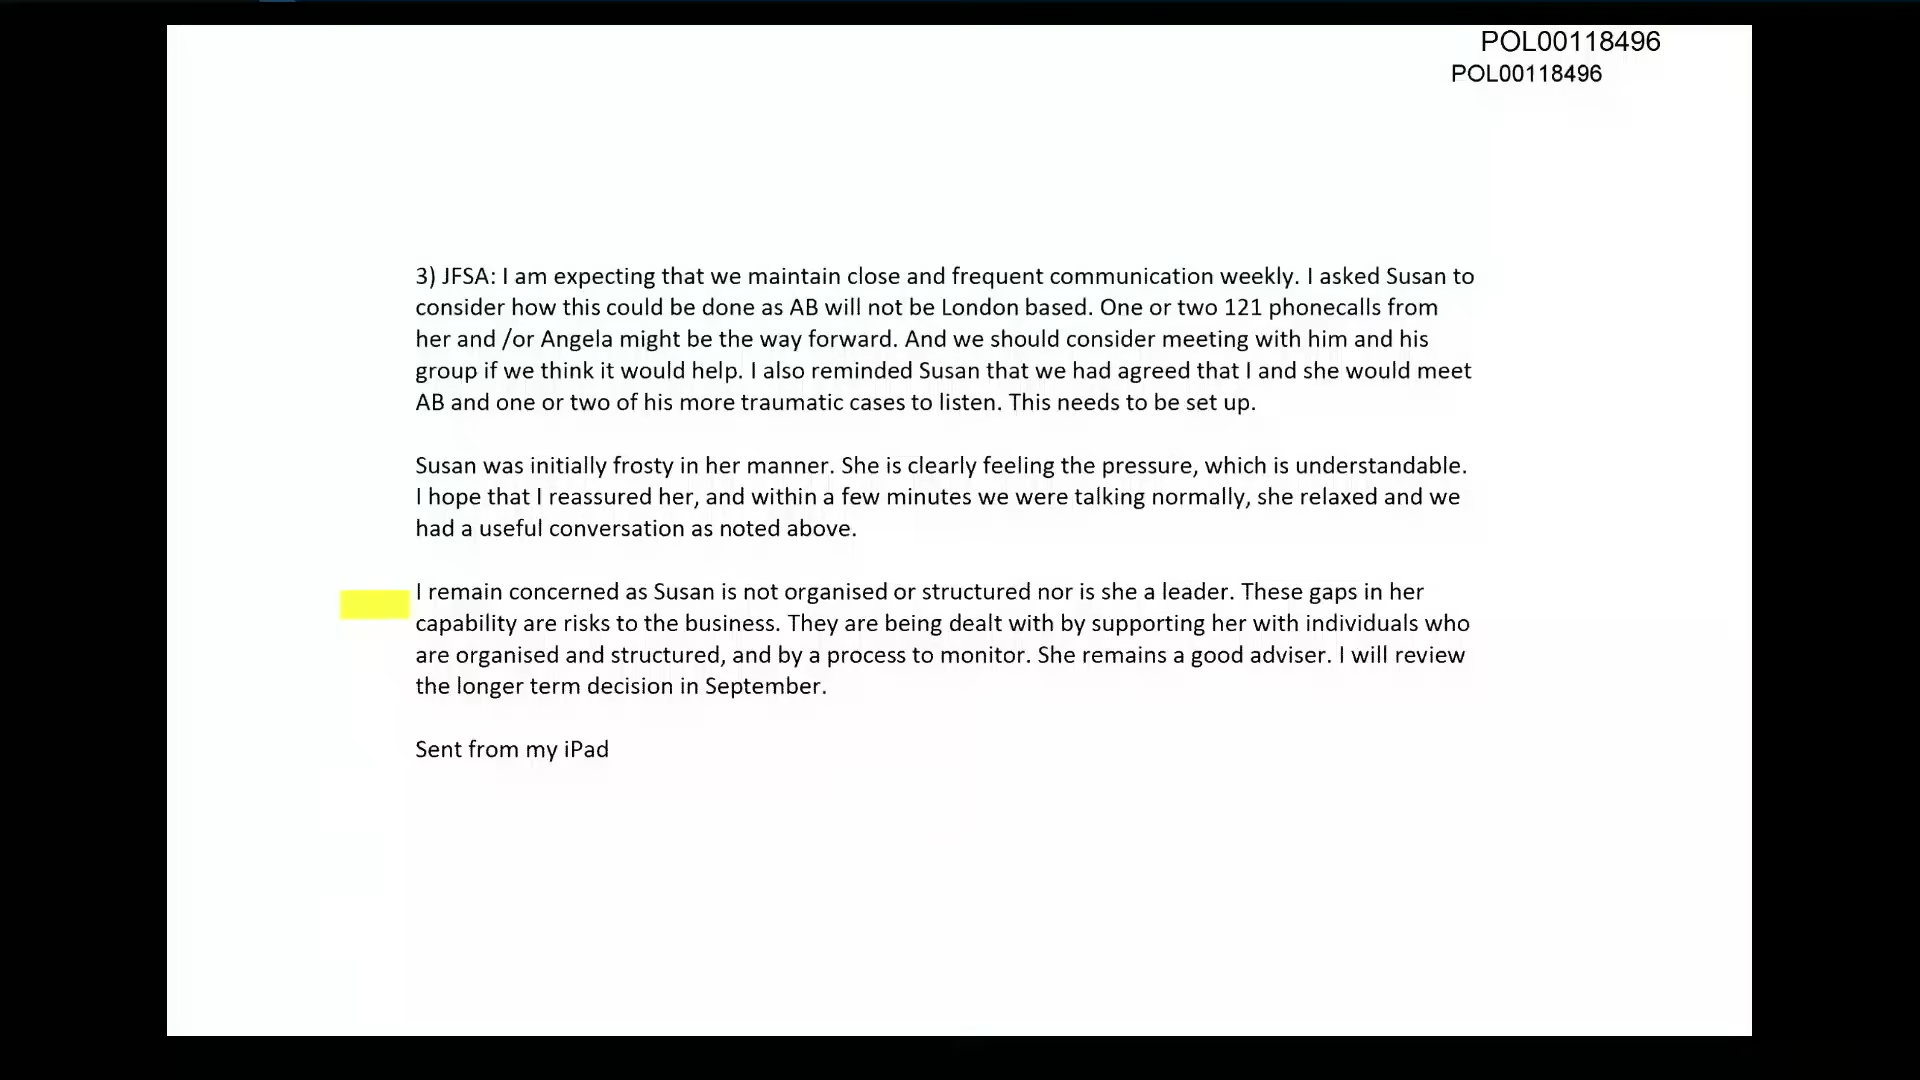 POL00118496
POL00118496
3) JFSA: I am expecting that we maintain close and frequent communication weekly. I asked Susan to
consider how this could be done as AB will not be London based. One or two 121 phonecalls from
her and /or Angela might be the way forward. And we should consider meeting with him and his
group if we think it would help. I also reminded Susan that we had agreed that I and she would meet
AB and one or two of his more traumatic cases to listen. This needs to be set up.
Susan was initially frosty in her manner. She is clearly feeling the pressure, which is understandable.
I hope that I reassured her, and within a few minutes we were talking normally, she relaxed and we
had a useful conversation as noted above.
I remain concerned as Susan is not organised or structured nor is she a leader. These gaps in her
capability are risks to the business. They are being dealt with by supporting her with individuals who
are organised and structured, and by a process to monitor. She remains a good adviser. I will review
the longer term decision in September.
Sent from my iPad